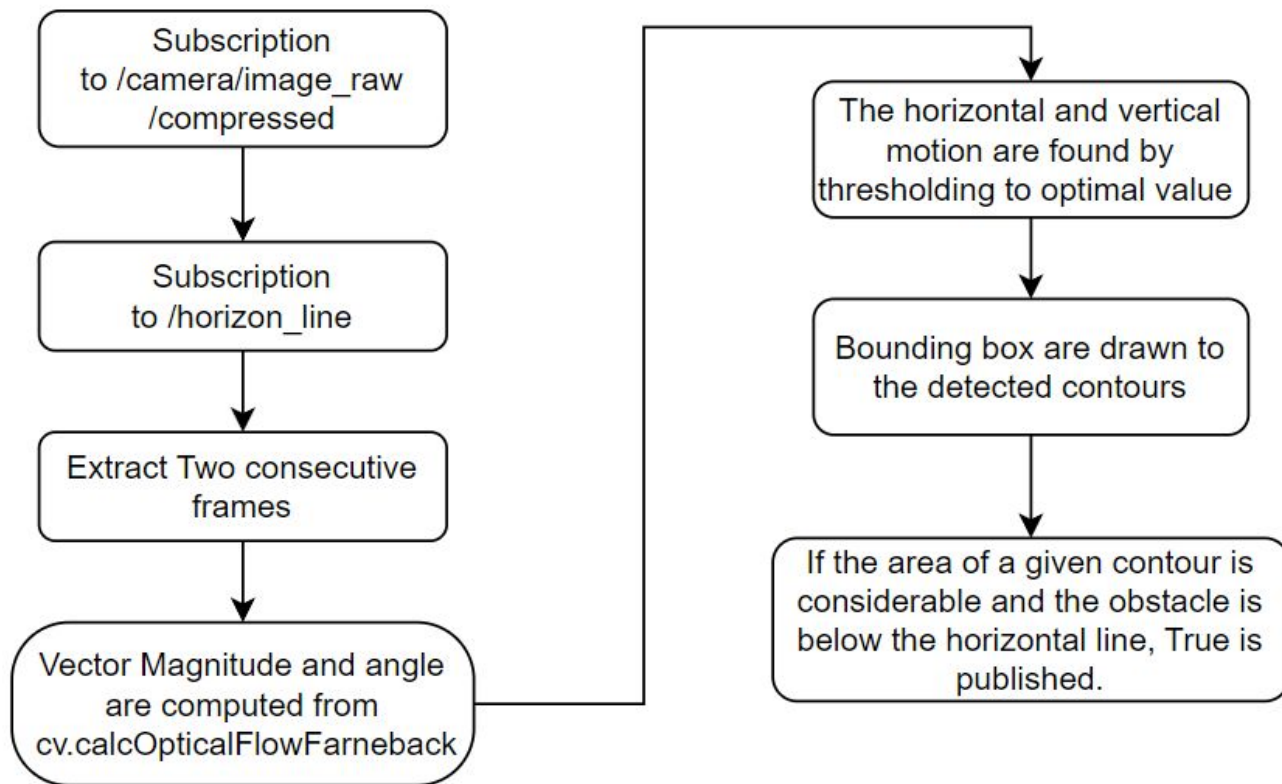 Subscription
to /camera/image_raw
/compressed
Subscription
to /horizon_line
Extract Two consecutive
frames
Vector Magnitude and angle
are computed from
cv.calcOpticalFlowFarneback
The horizontal and vertical
motion are found by
thresholding to optimal value
Bounding box are drawn to
the detected contours
If the area of a given contour is
considerable and the obstacle is
below the horizontal line, True is
published.